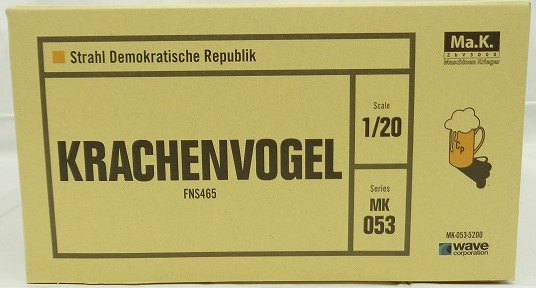 Strahl Demokratische Republik
KRACHENVOGEL
FNS465
Scale
1/20
Series
MK
053
Ma.K.
ZbV3000
Maschinen Krieger
CP
MK-053-5200
wave
corporation